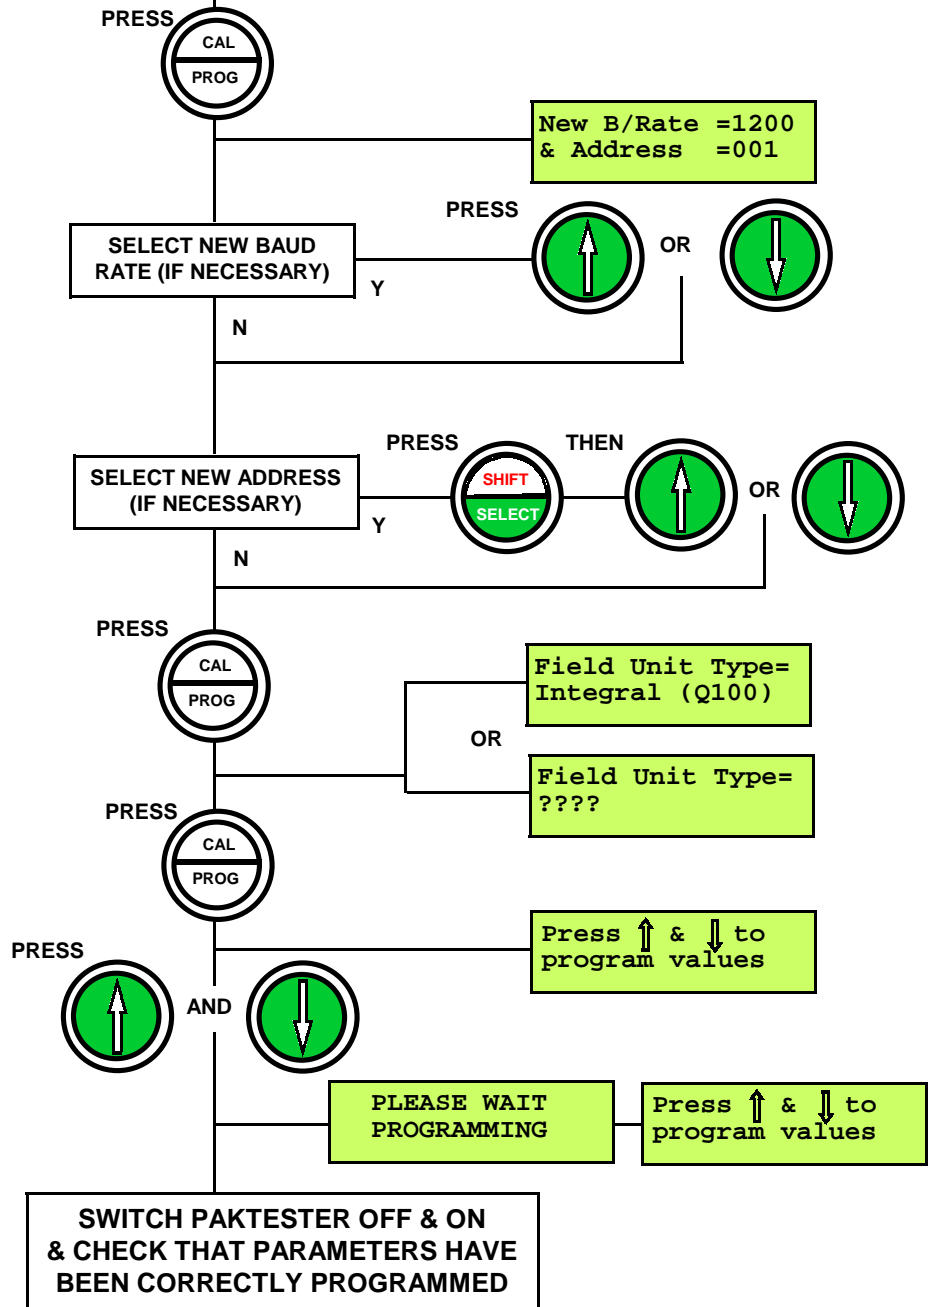 PRESS
CAL
PROG
New B/Rate =1200
& Address =001
PRESS
SELECT NEW BAUD
RATE (IF NECESSARY)
OR
Y
N
PRESS
THEN
SELECT NEW ADDRESS
(IF NECESSARY)
SHIFT
SELECT
OR
Y
N
PRESS
CAL
PROG
Field Unit Type=
Integral (Q100)
OR
Field Unit Type=
????
PRESS
CAL
PROG
PRESS
Press ⇑ & ⇓ to
program values
AND
PLEASE WAIT
PROGRAMMING
Press ⇑ & ⇓ to
program values
SWITCH PAKTESTER OFF & ON
& CHECK THAT PARAMETERS HAVE
BEEN CORRECTLY PROGRAMMED